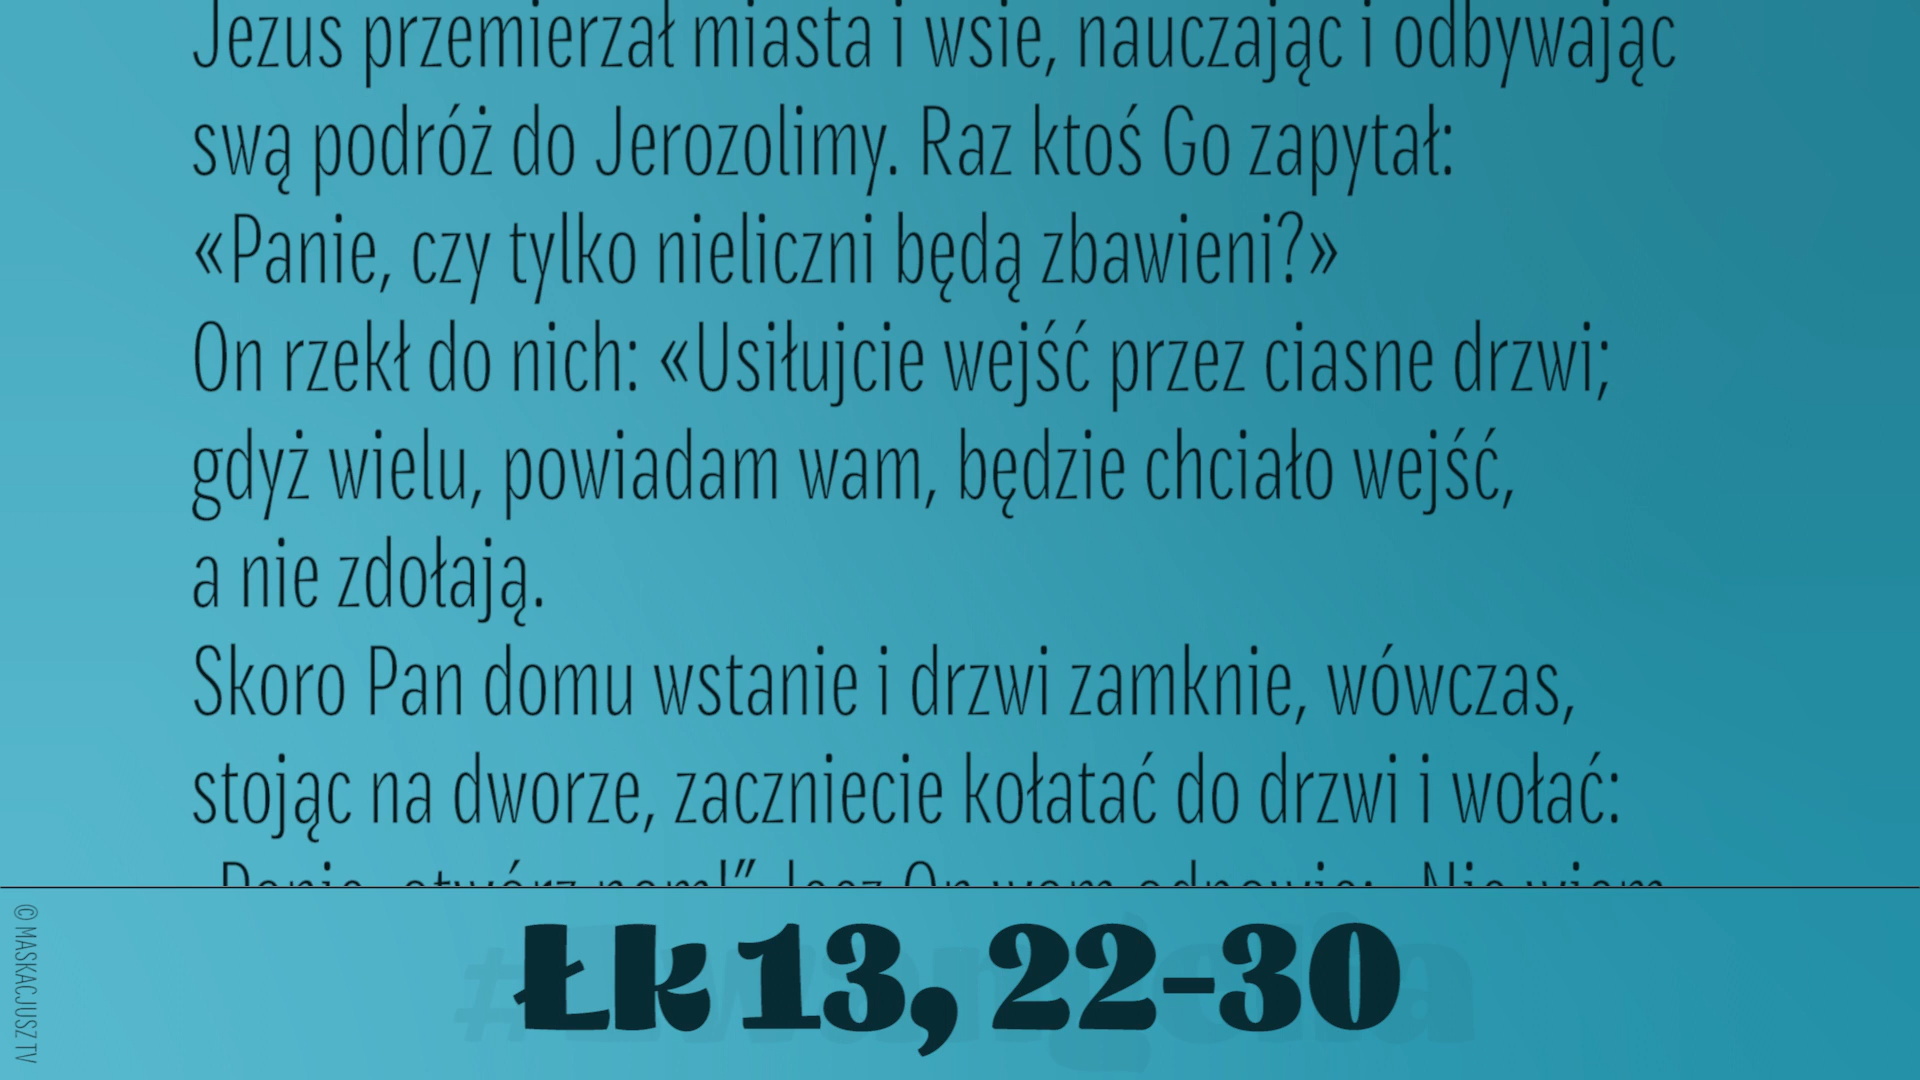 Jezus przemierzał miasta i wsie, nauczając i odbywając
swą podróż do Jerozolimy. Raz ktoś Go zapytał:
«Panie, czy tylko nieliczni będą zbawieni?»
On rzekł do nich: «Usiłujcie wejść przez ciasne drzwi;
gdyż wielu, powiadam wam, będzie chciało wejść,
a nie zdołają.
Skoro Pan domu wstanie i drzwi zamknie, wówczas,
stojąc na dworze, zaczniecie kołatać do drzwi i wołać:
Łk 13, 22-30
© MASKACJUSZ TV